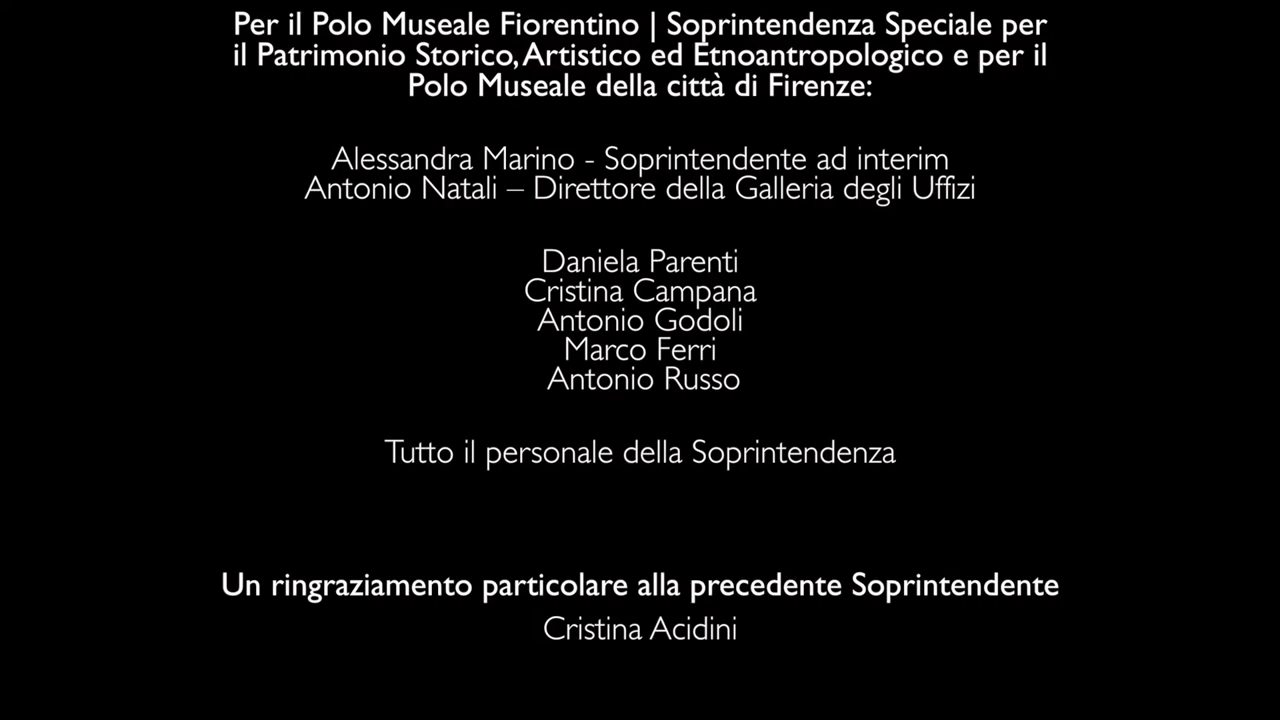 Per il Polo Museale Fiorentino | Soprintendenza Speciale per
il Patrimonio Storico, Artistico ed Etnoantropologico e per il
Polo Museale della città di Firenze:
Alessandra Marino - Soprintendente ad interim
Antonio Natali – Direttore della Galleria degli Uffizi
Daniela Parenti
Cristina Campana
Antonio Godoli
Marco Ferri
Antonio Russo
Tutto il personale della Soprintendenza
Un ringraziamento particolare alla precedente Soprintendente
Cristina Acidini